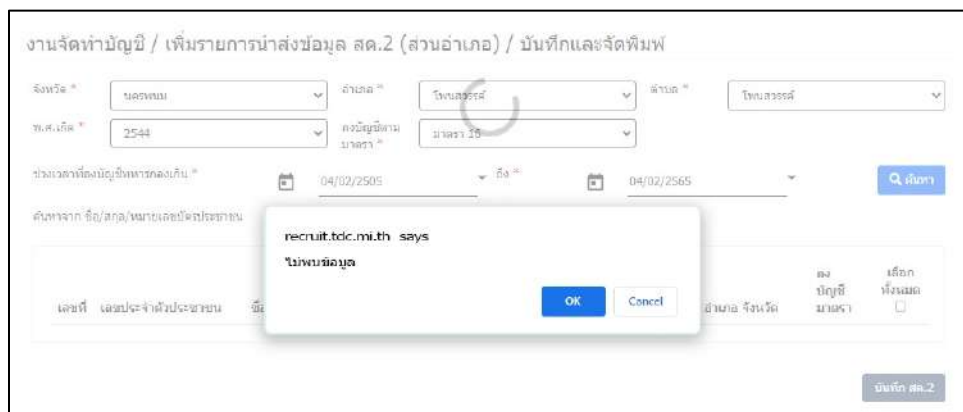 งานจัดทำบัญชี / เพิ่มรายการนำส่งข้อมูล สด.2 (ส่วนอำเภอ) / บันทึกและจัดพิมพ์
จังหวัด * นครพนม อำเภอ * โพนสวรรค์ ตำบล * โพนสวรรค์
พ.ศ.เกิด * 2544 ลงบัญชีตาม มาตรา 16
มาตรา *
ช่วงเวลาที่ลงบัญชีทหารกองเกิน * 04/02/2505 ถึง * 04/02/2565 ค้นหา
ค้นหาจาก ชื่อ/สกุล/หมายเลขบัตรประชาชน
recruit.tdc.mi.th says
ไม่พบข้อมูล
OK Cancel
เลขที่ เลขประจำตัวประชาชน ชื่อ อำเภอ จังหวัด ลง บัญชี มาตรา เลือก ทั้งหมด
บันทึก สด.2